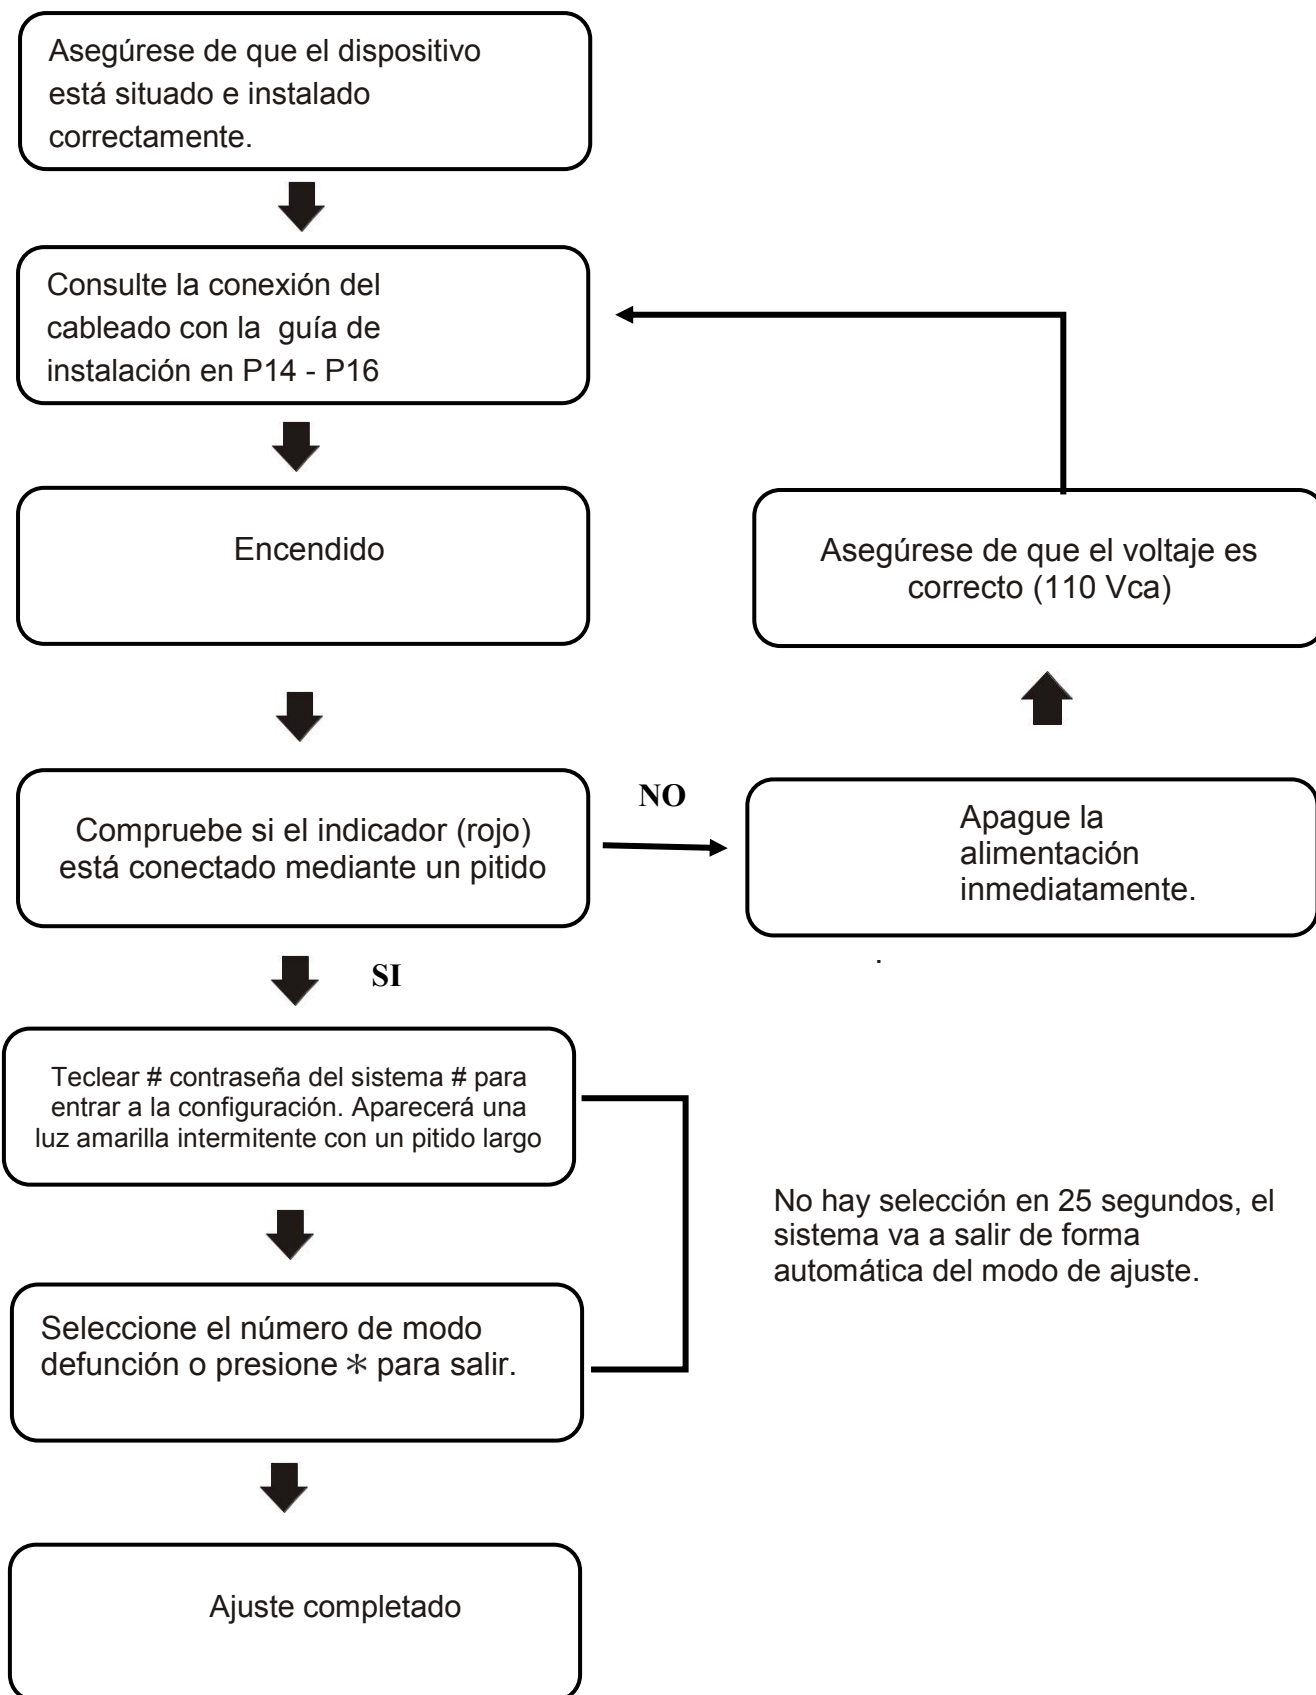 Asegúrese de que el dispositivo
está situado e instalado
correctamente.
Consulte la conexión del
cableado con la guía de
instalación en P14 - P16
Encendido
Asegúrese de que el voltaje es
correcto (110 Vca)
Compruebe si el indicador (rojo)
está conectado mediante un pitido
NO
Apague la
alimentación
inmediatamente.
.
SI
Teclear # contraseña del sistema # para
entrar a la configuración. Aparecerá una
luz amarilla intermitente con un pitido largo
No hay selección en 25 segundos, el
sistema va a salir de forma
automática del modo de ajuste.
Seleccione el número de modo
defunción o presione * para salir.
Ajuste completado